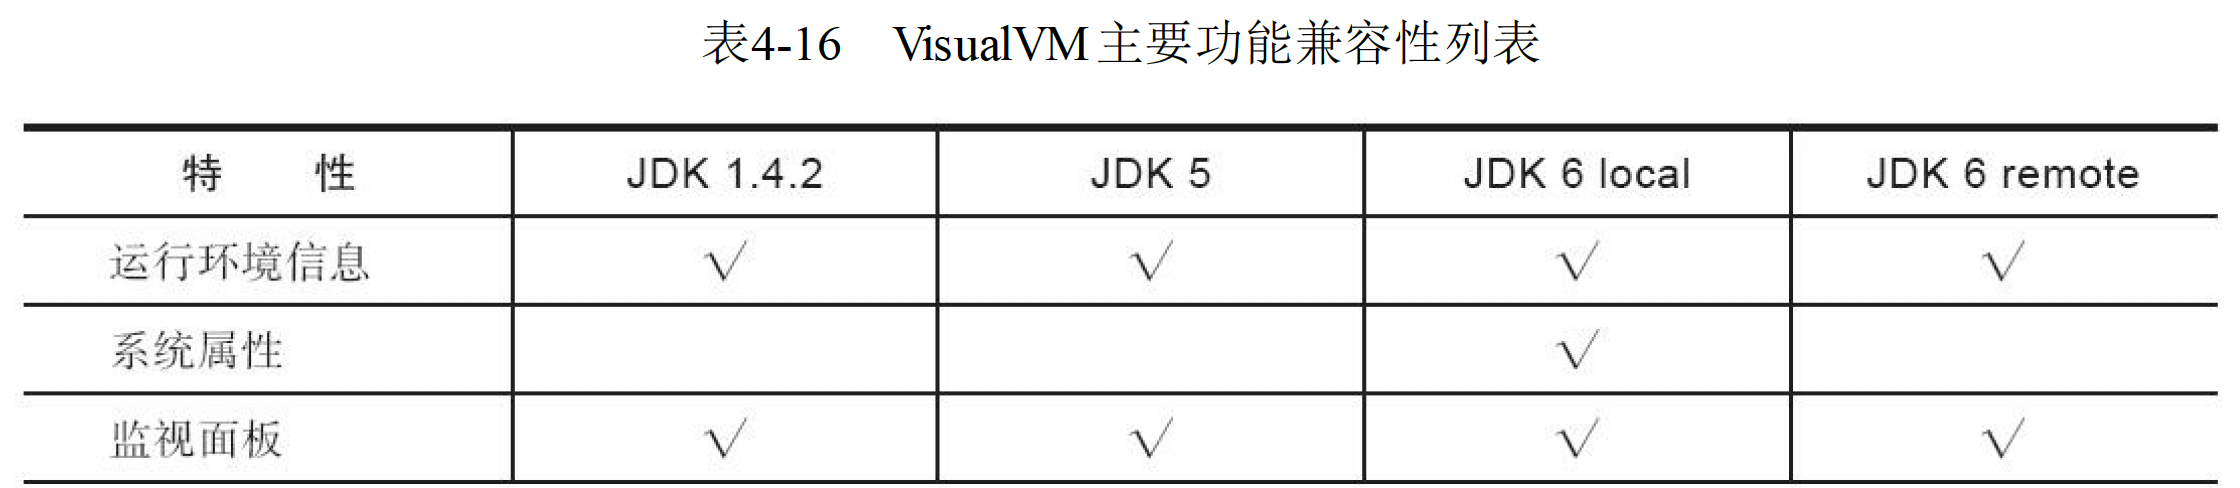 表4-16 VisualVM主要功能兼容性列表
特 性 JDK 1.4.2 JDK 5 JDK 6 local JDK 6 remote
运行环境信息 √ √ √ √
系统属性 √
监视面板 √ √ √ √